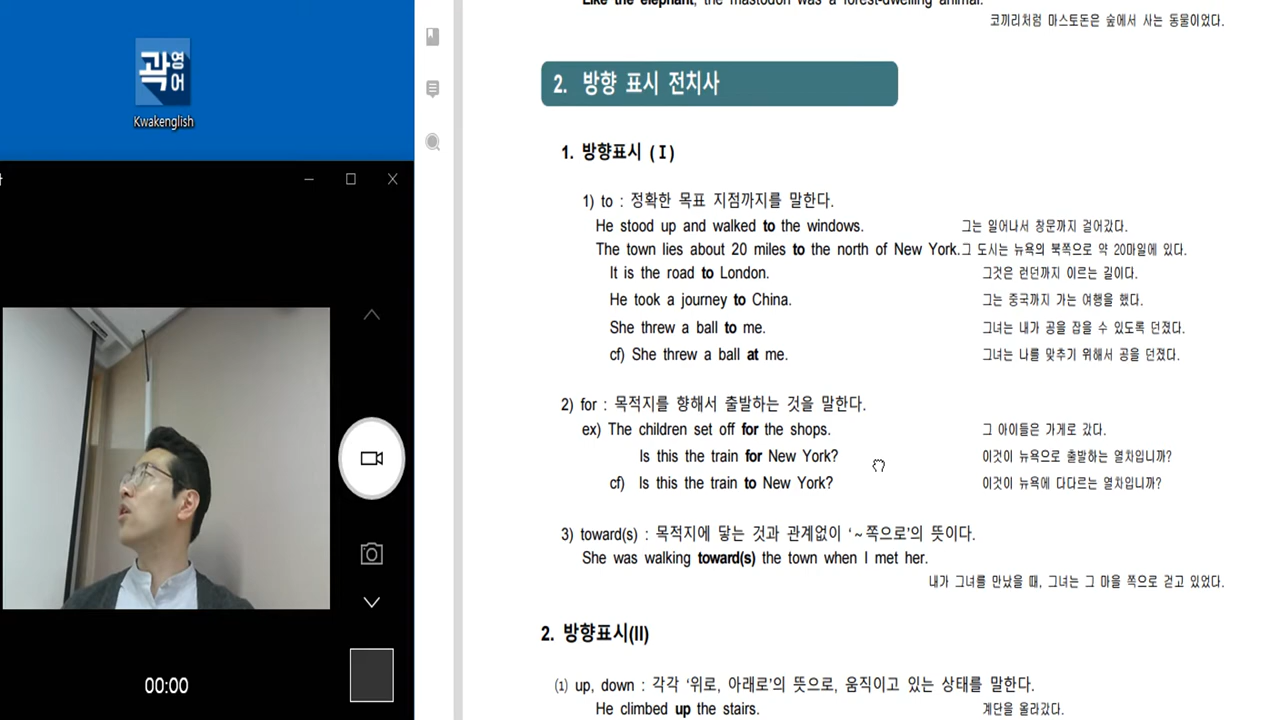 Like the elephant, the mastodon was a forest-dwelling animal.
코끼리처럼 마스토돈은 숲에서 사는 동물이었다.
곽영어
Kwakenglish
2. 방향 표시 전치사
1. 방향표시 (Ⅰ)
1) to : 정확한 목표 지점까지를 말한다.
He stood up and walked to the windows. 그는 일어나서 창문까지 걸어갔다.
The town lies about 20 miles to the north of New York.그 도시는 뉴욕의 북쪽으로 약 20마일에 있다.
It is the road to London. 그것은 런던까지 이르는 길이다.
He took a journey to China. 그는 중국까지 가는 여행을 했다.
She threw a ball to me. 그녀는 내가 공을 잡을 수 있도록 던졌다.
cf) She threw a ball at me. 그녀는 나를 맞추기 위해서 공을 던졌다.
2) for : 목적지를 향해서 출발하는 것을 말한다.
ex) The children set off for the shops. 그 아이들은 가게로 갔다.
Is this the train for New York? 이것이 뉴욕으로 출발하는 열차입니까?
cf) Is this the train to New York? 이것이 뉴욕에 다다르는 열차입니까?
3) toward(s) : 목적지에 닿는 것과 관계없이 ‘~쪽으로’의 뜻이다.
She was walking toward(s) the town when I met her.
내가 그녀를 만났을 때, 그녀는 그 마을 쪽으로 걷고 있었다.
2. 방향표시(II)
⑴ up, down : 각각 ‘위로, 아래로’의 뜻으로, 움직이고 있는 상태를 말한다.
He climbed up the stairs. 계단을 올라갔다.
00:00